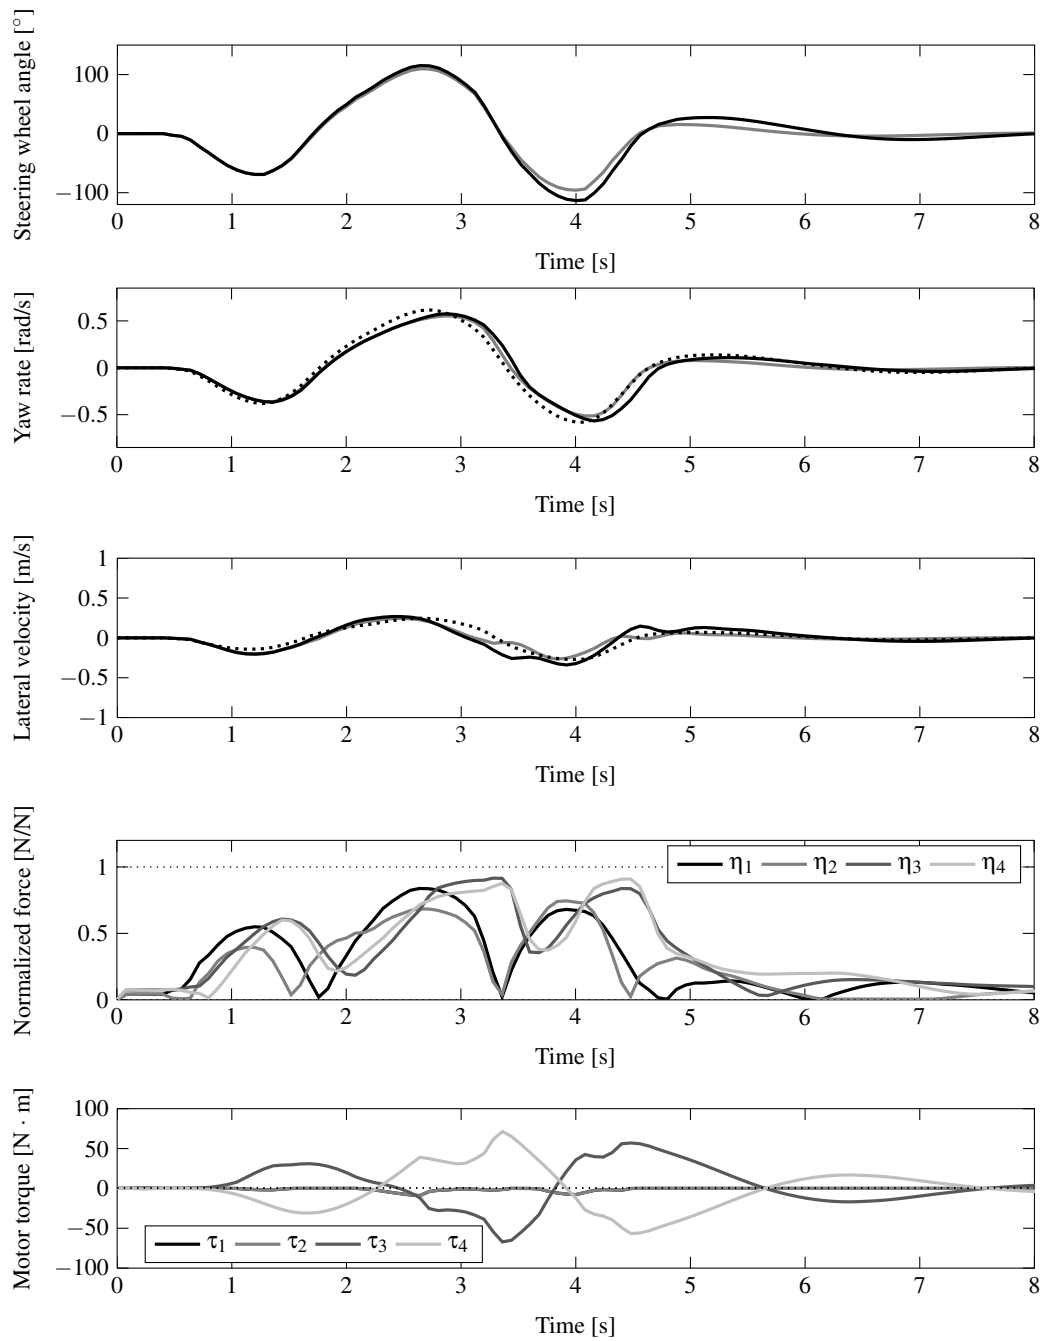 Steering wheel angle [°]
100
0
−100
0 1 2 3 4 5 6 7 8
Time [s]
Yaw rate [rad/s]
0.5
0
−0.5
0 1 2 3 4 5 6 7 8
Time [s]
Lateral velocity [m/s]
1
0.5
0
−0.5
−1
0 1 2 3 4 5 6 7 8
Time [s]
Normalized force [N/N]
1
0.5
0
η1 η2 η3 η4
0 1 2 3 4 5 6 7 8
Time [s]
Motor torque [N · m]
100
50
0
−50
−100
τ1 τ2 τ3 τ4
0 1 2 3 4 5 6 7 8
Time [s]